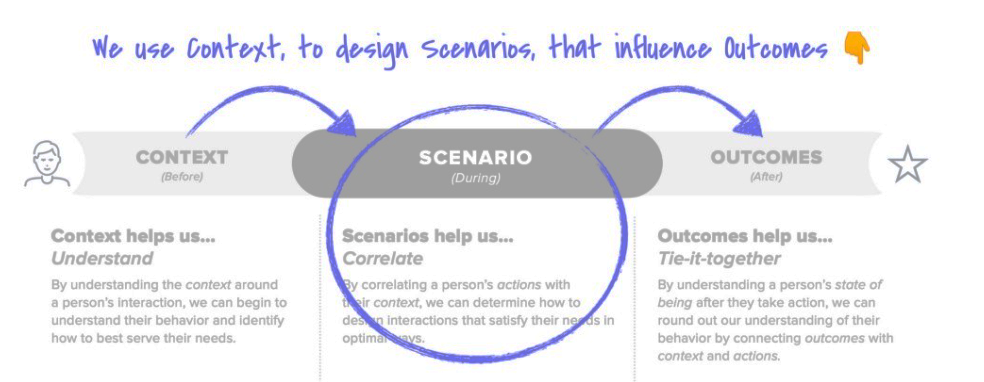 We use Context, to design Scenarios, that influence Outcomes 👇
CONTEXT
(Before)
SCENARIO
(During)
OUTCOMES
(After)
Context helps us...
Understand
By understanding the context around
a person's interaction, we can begin to
understand their behavior and identify
how to best serve their needs.
Scenarios help us...
Correlate
By correlating a person's actions with
their context, we can determine how to
design interactions that satisfy their needs in
optimal ways.
Outcomes help us...
Tie-it-together
By understanding a person's state of
being after they take action, we can
round out our understanding of their
behavior by connecting outcomes with
context and actions.